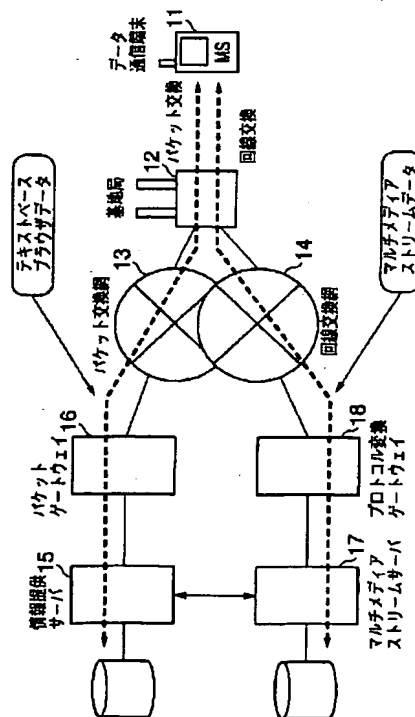 テキストベース
ブラウザデータ
データ
通信端末
11
MS
パケット交換
12
基地局
回線交換
13
パケット交換網
14
回線交換網
16
パケット
ゲートウェイ
18
プロトコル変換
ゲートウェイ
情報提供
サーバ
15
17
マルチメディア
ストリームサーバ
マルチメディア
ストリームデータ